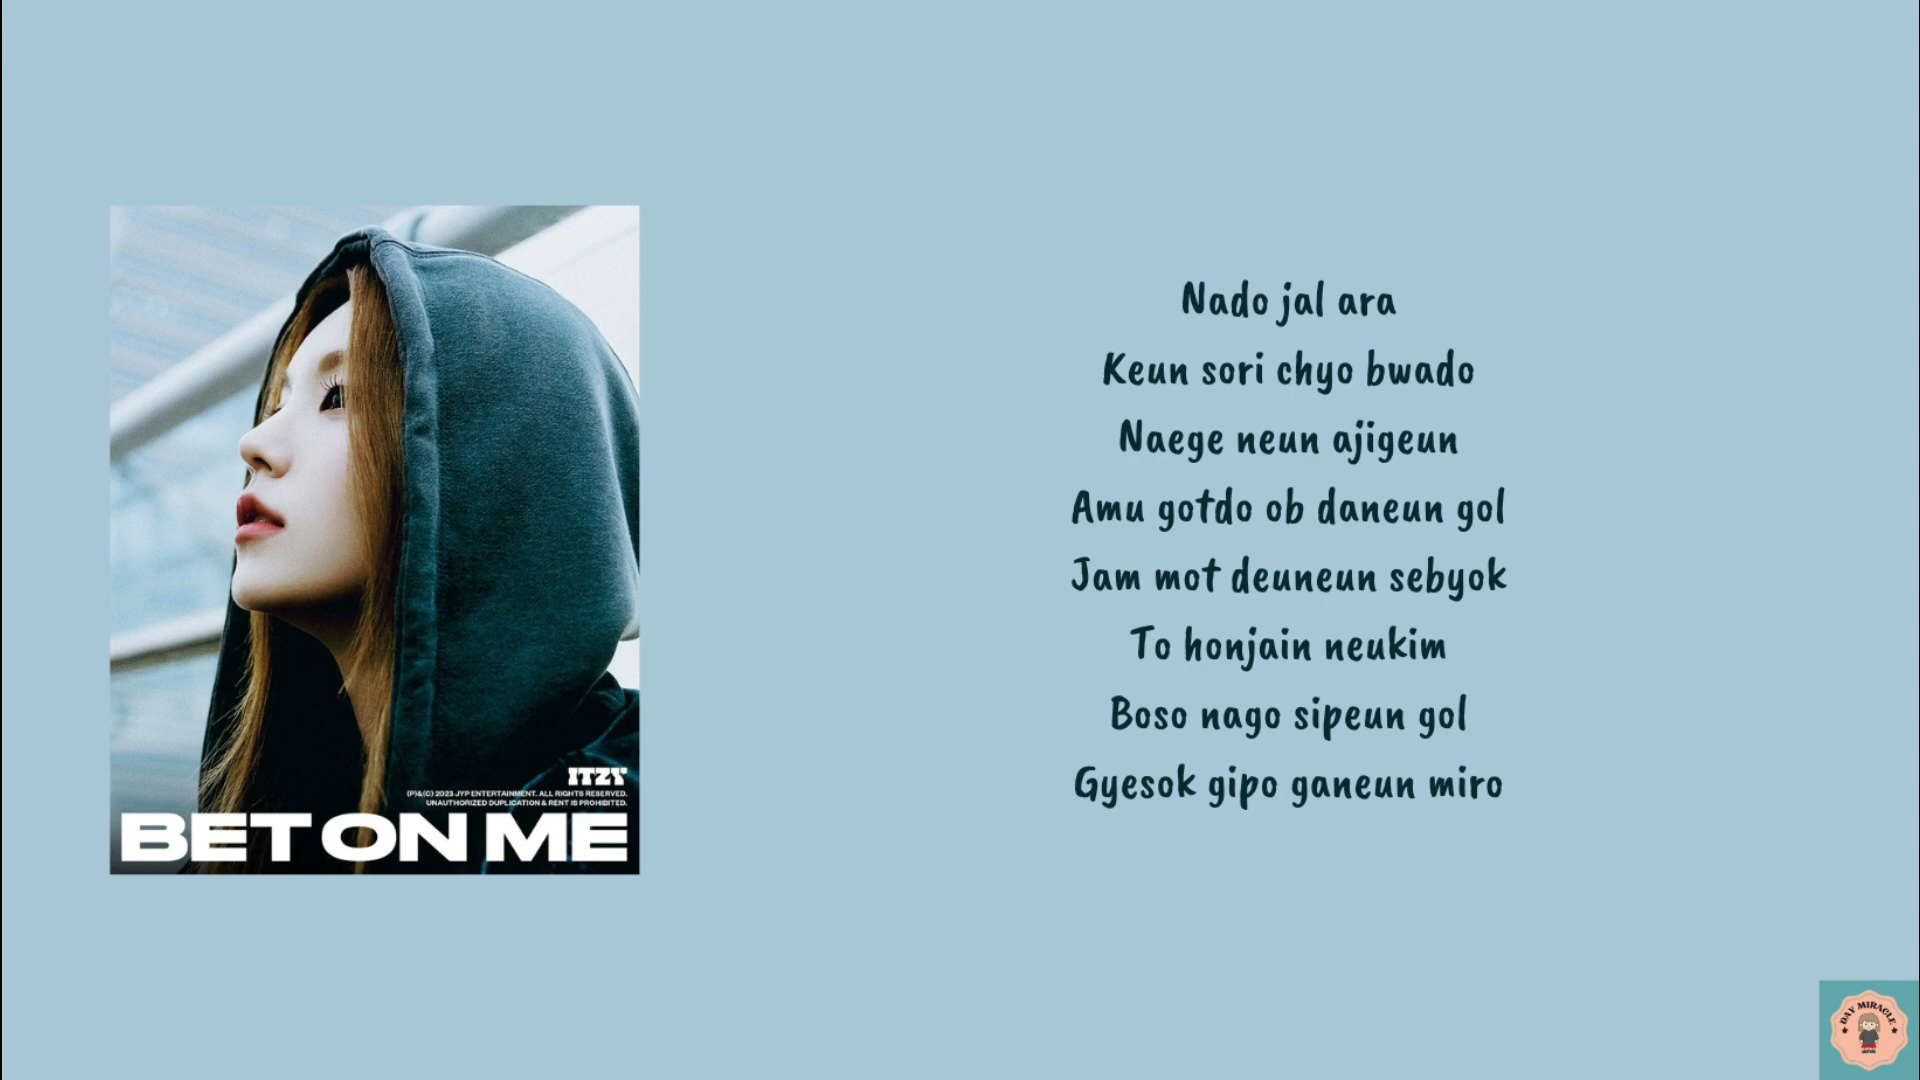 ITZY
(P)&(C) 2023 JYP ENTERTAINMENT. ALL RIGHTS RESERVED.
UNAUTHORIZED DUPLICATION & RENT IS PROHIBITED.
BET ON ME
Nado jal ara
Keun sori chyo bwado
Naege neun ajigeun
Amu gotdo ob daneun gol
Jam mot deuneun sebyok
To honjain neukim
Boso nago sipeun gol
Gyesok gipo ganeun miro
DAY MIRACLE